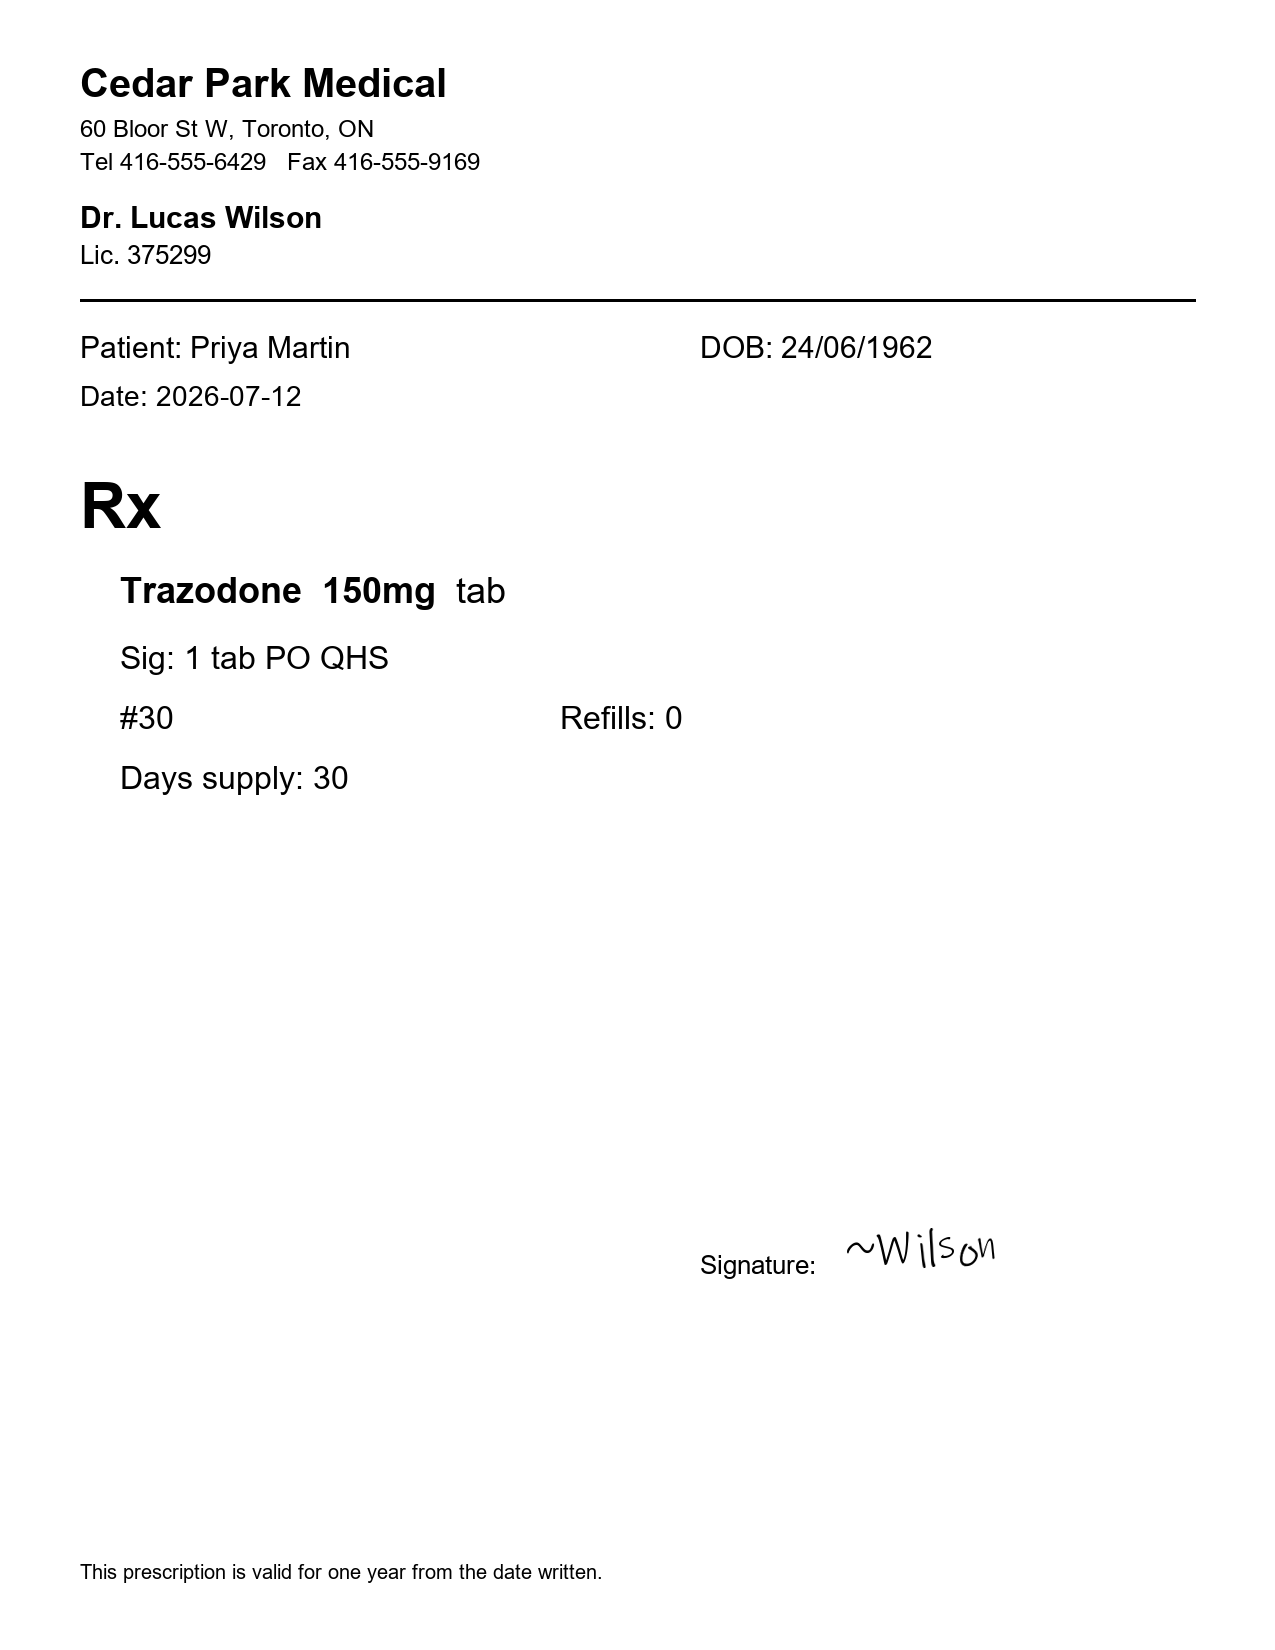 Cedar Park Medical
60 Bloor St W, Toronto, ON
Tel 416-555-6429 Fax 416-555-9169
Dr. Lucas Wilson
Lic. 375299
Patient: Priya Martin DOB: 24/06/1962
Date: 2026-07-12
Rx
Trazodone 150mg tab
Sig: 1 tab PO QHS
#30 Refills: 0
Days supply: 30
Signature: ~Wilson
This prescription is valid for one year from the date written.